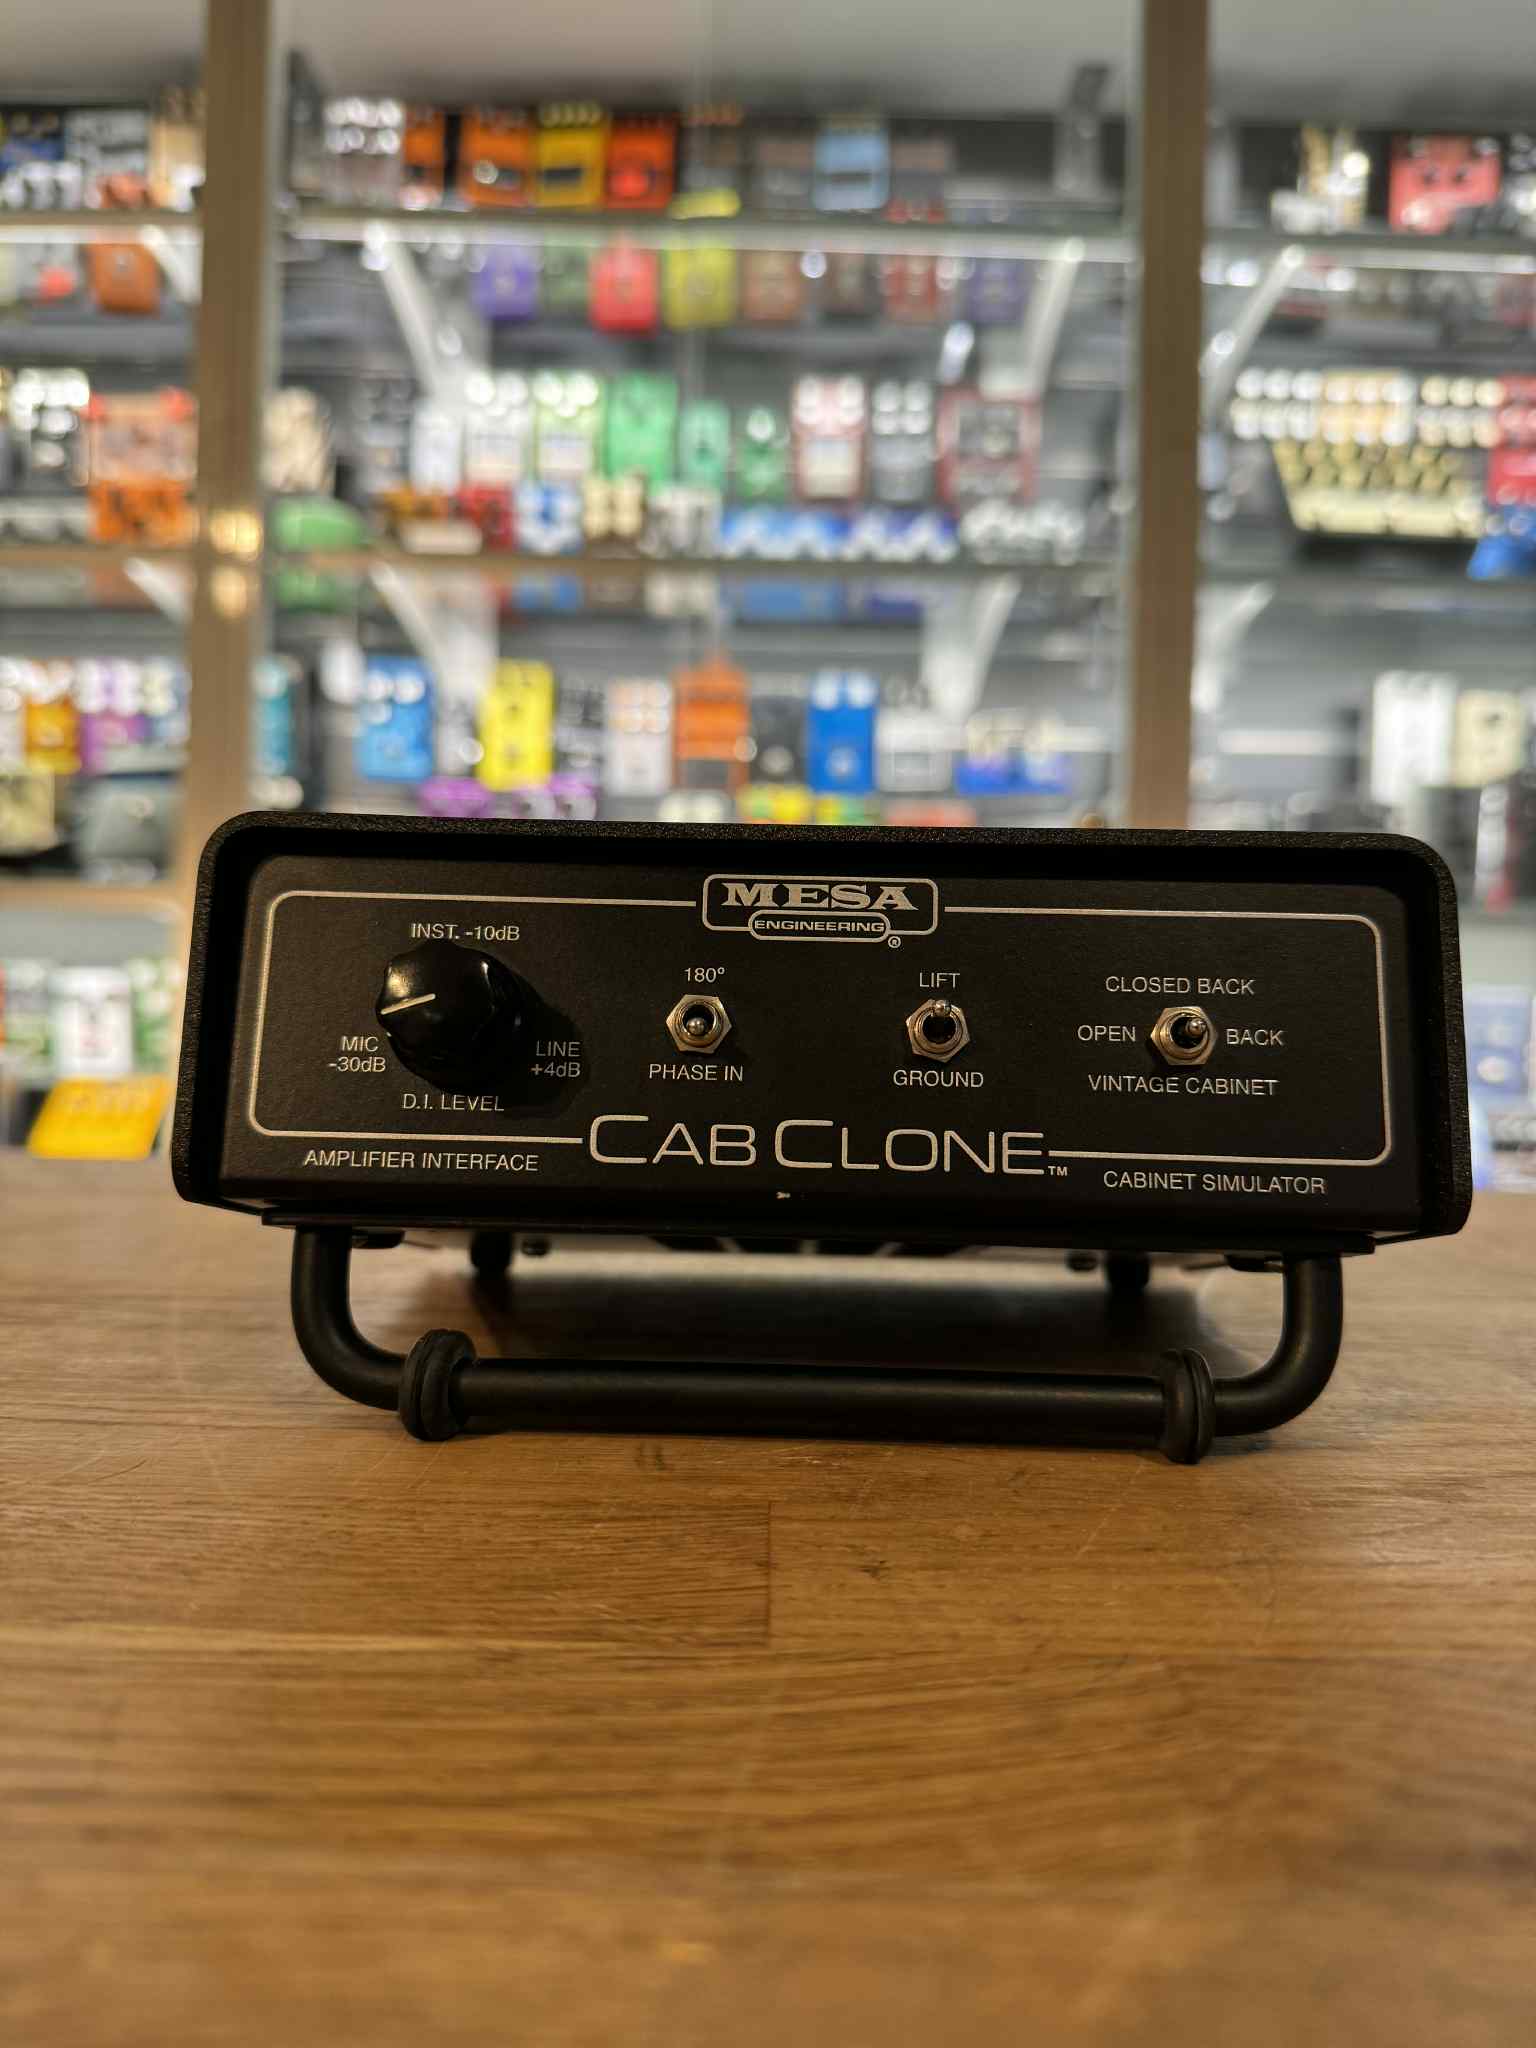 MESA
ENGINEERING
®
INST. -10dB
MIC
-30dB
LINE
+4dB
D.I. LEVEL
180°
PHASE IN
LIFT
GROUND
CLOSED BACK
OPEN BACK
VINTAGE CABINET
AMPLIFIER INTERFACE
CAB CLONE™
CABINET SIMULATOR